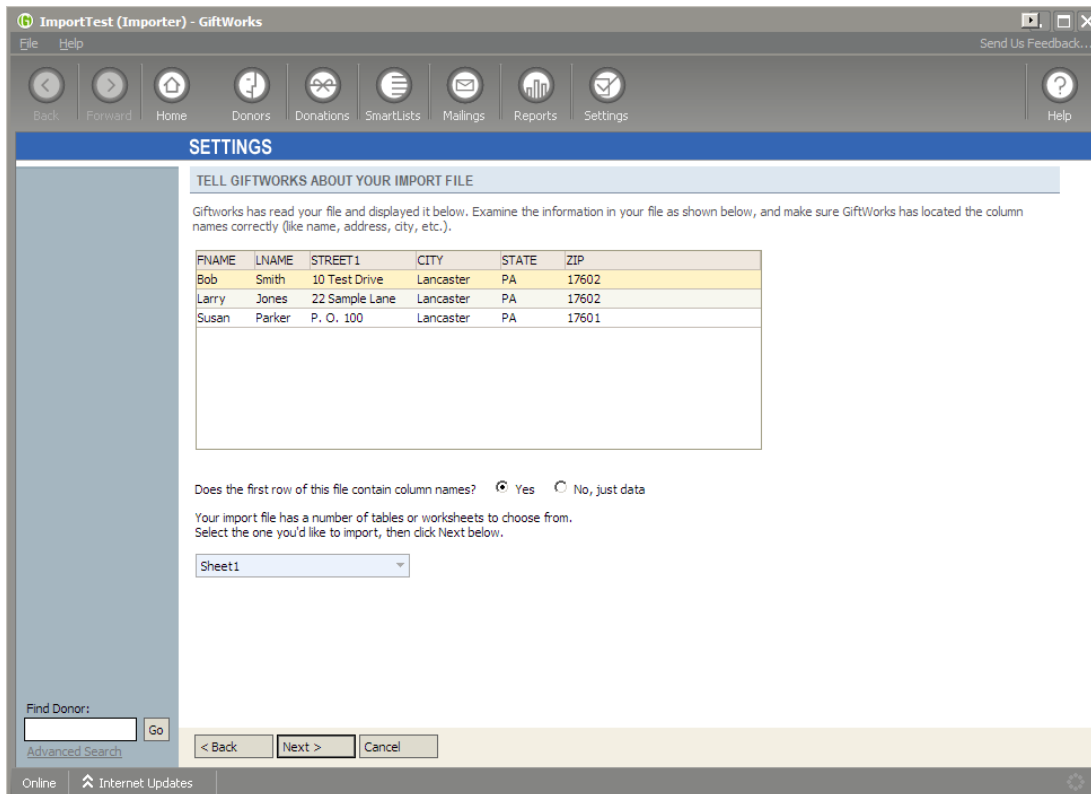 ImportTest (Importer) - GiftWorks
File Help Send Us Feedback...
Back Forward Home Donors Donations SmartLists Mailings Reports Settings Help
SETTINGS
TELL GIFTWORKS ABOUT YOUR IMPORT FILE
Giftworks has read your file and displayed it below. Examine the information in your file as shown below, and make sure GiftWorks has located the column
names correctly (like name, address, city, etc.).
FNAME LNAME STREET1 CITY STATE ZIP
Bob Smith 10 Test Drive Lancaster PA 17602
Larry Jones 22 Sample Lane Lancaster PA 17602
Susan Parker P. O. 100 Lancaster PA 17601
Does the first row of this file contain column names? Yes No, just data
Your import file has a number of tables or worksheets to choose from.
Select the one you'd like to import, then click Next below.
Sheet1
Find Donor:
Go
Advanced Search
< Back Next > Cancel
Online Internet Updates